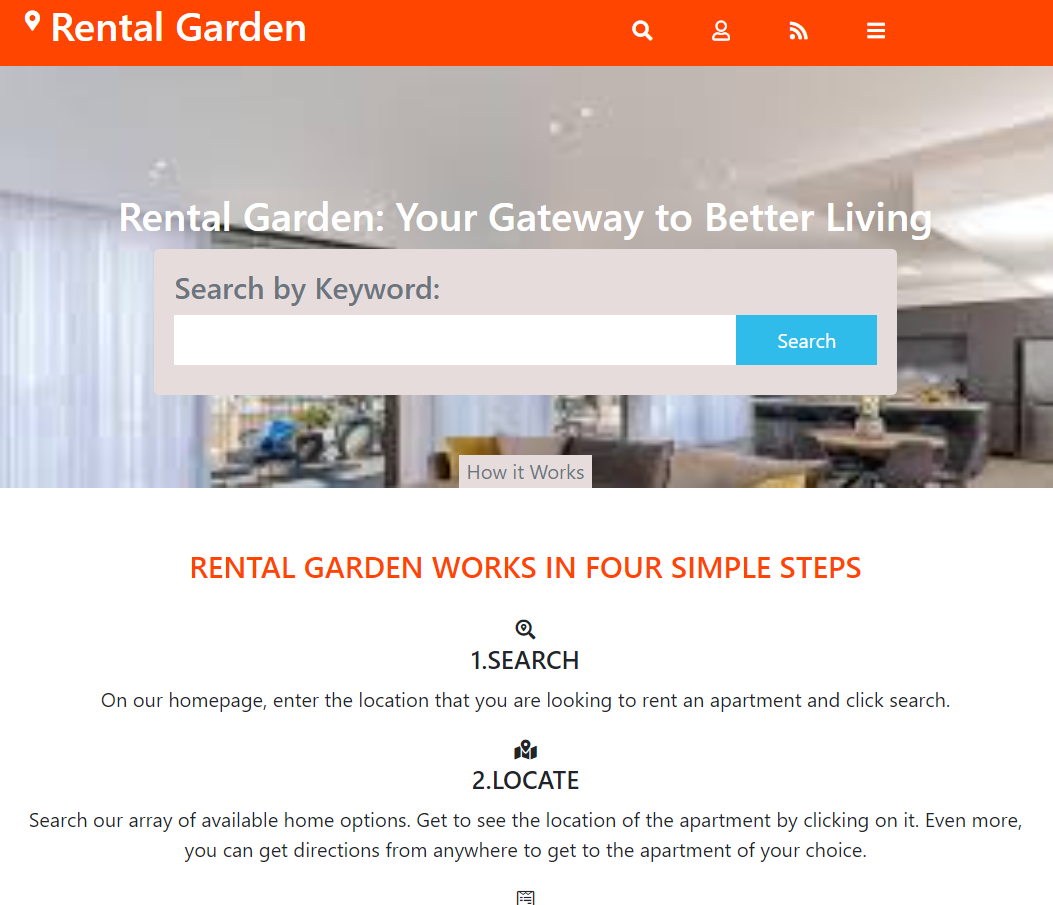 Rental Garden
Rental Garden: Your Gateway to Better Living
Search by Keyword:
Search
How it Works
RENTAL GARDEN WORKS IN FOUR SIMPLE STEPS
1.SEARCH
On our homepage, enter the location that you are looking to rent an apartment and click search.
2.LOCATE
Search our array of available home options. Get to see the location of the apartment by clicking on it. Even more,
you can get directions from anywhere to get to the apartment of your choice.